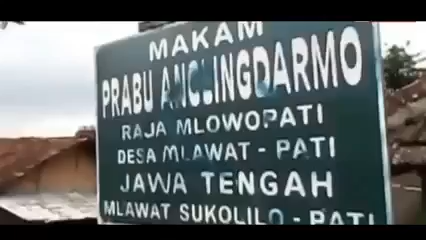 MAKAM
PRABU ANGLINGDARMO
RAJA MLOWOPATI
DESA MLAWAT - PATI
JAWA TENGAH
MLAWAT SUKOLILO - PATI